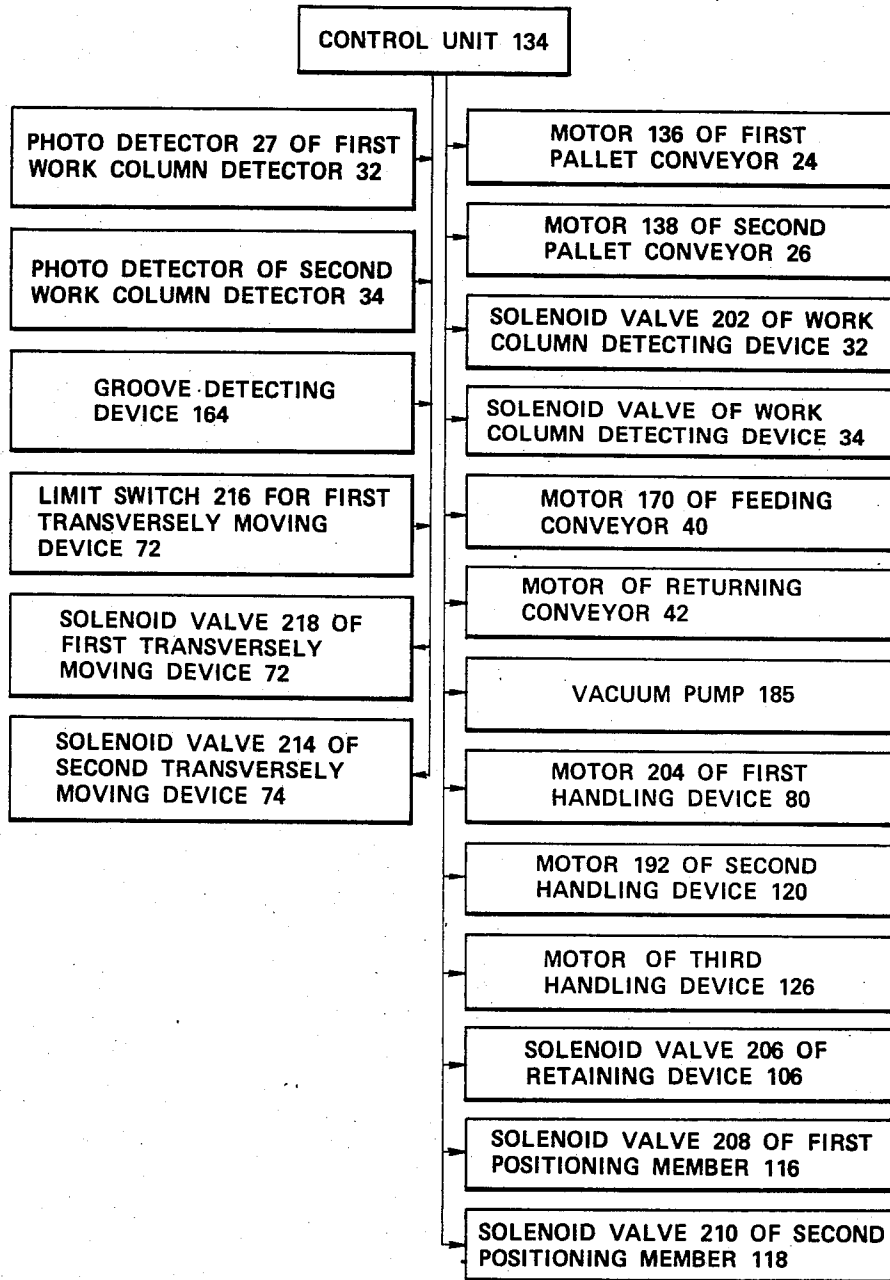 CONTROL UNIT 134
PHOTO DETECTOR 27 OF FIRST
WORK COLUMN DETECTOR 32
PHOTO DETECTOR OF SECOND
WORK COLUMN DETECTOR 34
GROOVE DETECTING
DEVICE 164
LIMIT SWITCH 216 FOR FIRST
TRANSVERSELY MOVING
DEVICE 72
SOLENOID VALVE 218 OF
FIRST TRANSVERSELY
MOVING DEVICE 72
SOLENOID VALVE 214 OF
SECOND TRANSVERSELY
MOVING DEVICE 74
MOTOR 136 OF FIRST
PALLET CONVEYOR 24
MOTOR 138 OF SECOND
PALLET CONVEYOR 26
SOLENOID VALVE 202 OF WORK
COLUMN DETECTING DEVICE 32
SOLENOID VALVE OF WORK
COLUMN DETECTING DEVICE 34
MOTOR 170 OF FEEDING
CONVEYOR 40
MOTOR OF RETURNING
CONVEYOR 42
VACUUM PUMP 185
MOTOR 204 OF FIRST
HANDLING DEVICE 80
MOTOR 192 OF SECOND
HANDLING DEVICE 120
MOTOR OF THIRD
HANDLING DEVICE 126
SOLENOID VALVE 206 OF
RETAINING DEVICE 106
SOLENOID VALVE 208 OF FIRST
POSITIONING MEMBER 116
SOLENOID VALVE 210 OF SECOND
POSITIONING MEMBER 118